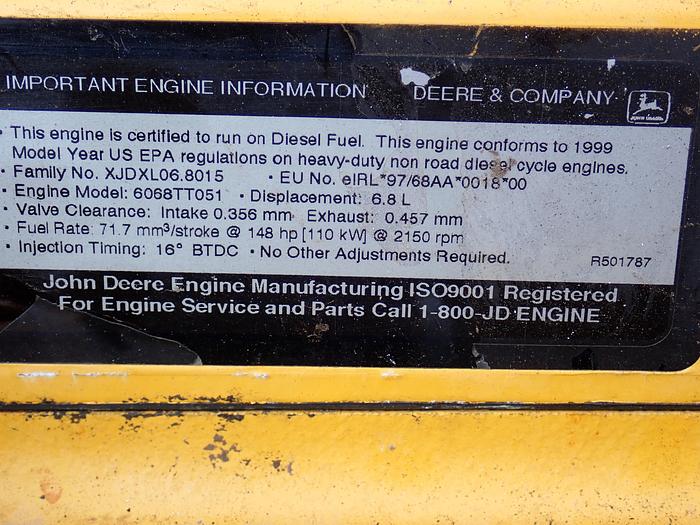 IMPORTANT ENGINE INFORMATION DEERE & COMPANY
JOHN DEERE
• This engine is certified to run on Diesel Fuel. This engine conforms to 1999
Model Year US EPA regulations on heavy-duty non road diesel cycle engines.
• Family No. XJDXL06.8015 • EU No. eIRL*97/68AA*0018*00
• Engine Model: 6068TT051 • Displacement: 6.8 L
• Valve Clearance: Intake 0.356 mm Exhaust: 0.457 mm
• Fuel Rate: 71.7 mm³/stroke @ 148 hp [110 kW] @ 2150 rpm
• Injection Timing: 16° BTDC • No Other Adjustments Required. R501787
John Deere Engine Manufacturing ISO9001 Registered
For Engine Service and Parts Call 1-800-JD ENGINE